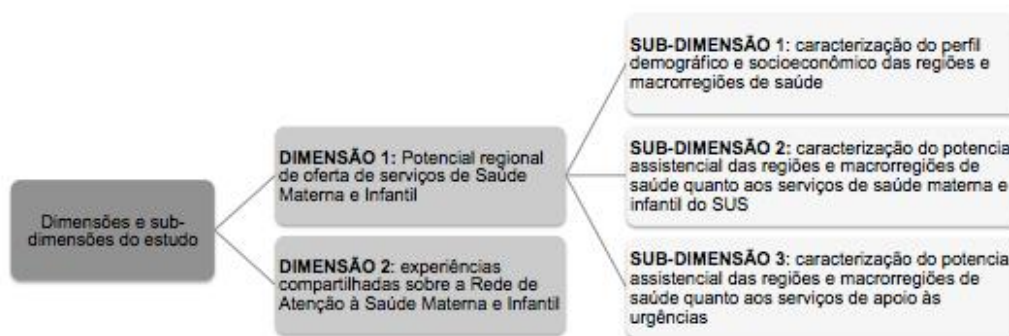 Dimensões e sub-
dimensões do estudo
DIMENSÃO 1: Potencial regional
de oferta de serviços de Saúde
Materna e Infantil
DIMENSÃO 2: experiências
compartilhadas sobre a Rede de
Atenção à Saúde Materna e Infantil
SUB-DIMENSÃO 1: caracterização do perfil
demográfico e socioeconômico das regiões e
macrorregiões de saúde
SUB-DIMENSÃO 2: caracterização do potencia
assistencial das regiões e macrorregiões de
saúde quanto aos serviços de saúde materna e
infantil do SUS
SUB-DIMENSÃO 3: caracterização do potencia
assistencial das regiões e macrorregiões de
saúde quanto aos serviços de apoio às
urgências